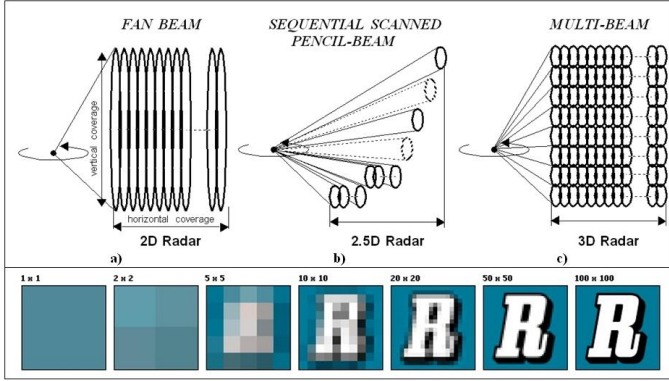 FAN BEAM
SEQUENTIAL SCANNED
PENCIL-BEAM
MULTI-BEAM
vertical coverage
horizontal coverage
2D Radar
2.5D Radar
3D Radar
a)
b)
c)
1 x 1
2 x 2
5 x 5
10 x 10
20 x 20
50 x 50
100 x 100
R
R
R
R